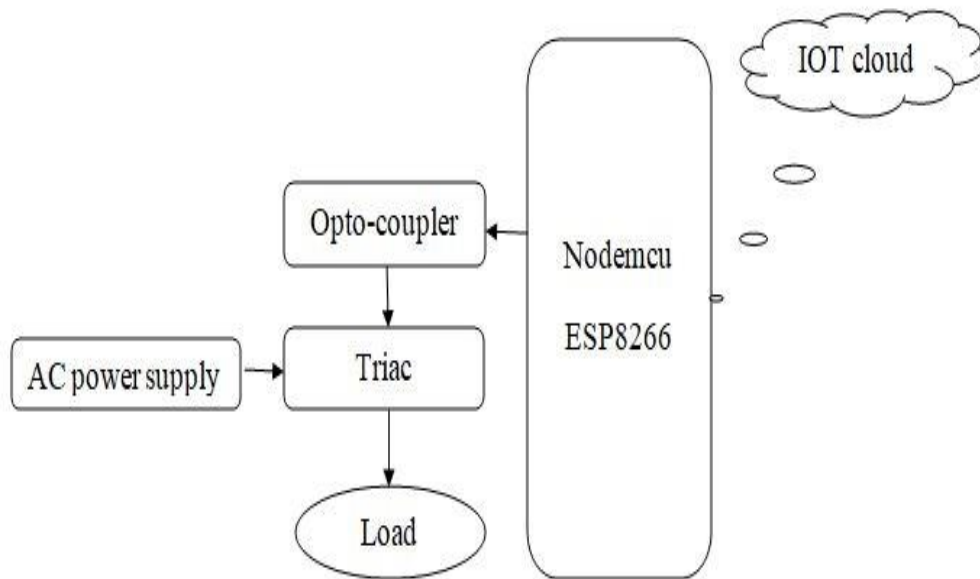 IOT cloud
Opto-coupler
Nodemcu
ESP8266
AC power supply
Triac
Load